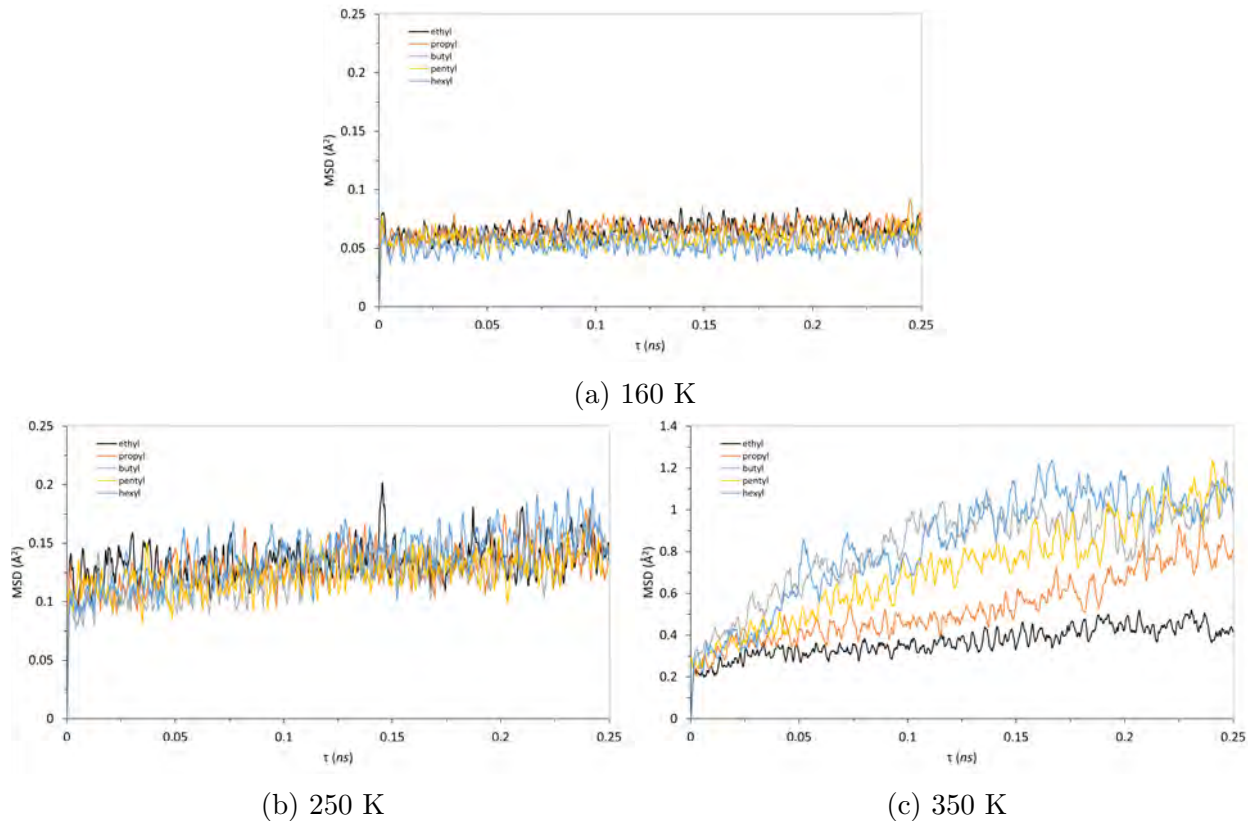 0.25
ethyl
propyl
butyl
pentyl
hexyl
0.2
0.15
MSD (Å²)
0.1
0.05
0
0 0.05 0.1 0.15 0.2 0.25
τ (ns)
(a) 160 K
0.25
ethyl
propyl
butyl
pentyl
hexyl
0.2
0.15
MSD (Å²)
0.1
0.05
0
0 0.05 0.1 0.15 0.2 0.25
τ (ns)
(b) 250 K
1.4
ethyl
propyl
butyl
pentyl
hexyl
1.2
1
0.8
MSD (Å²)
0.6
0.4
0.2
0
0 0.05 0.1 0.15 0.2 0.25
τ (ns)
(c) 350 K